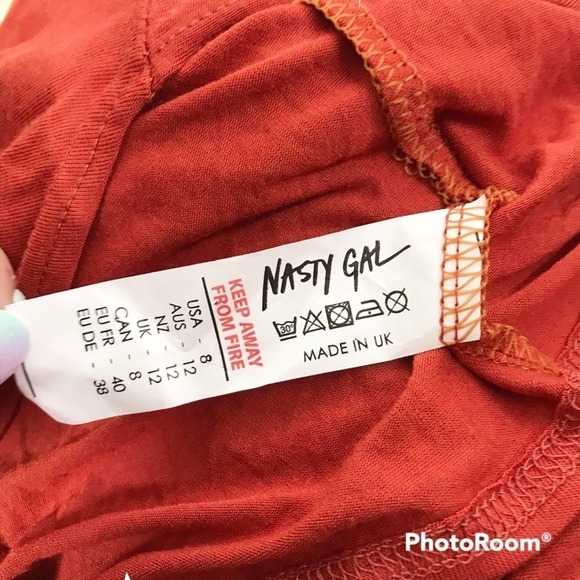 NASTY GAL
30°
MADE IN UK
KEEP AWAY
FROM FIRE
USA - 8
AUS - 12
NZ - 12
UK - 12
CAN - 8
EU FR - 40
EU DE - 38
PhotoRoom®